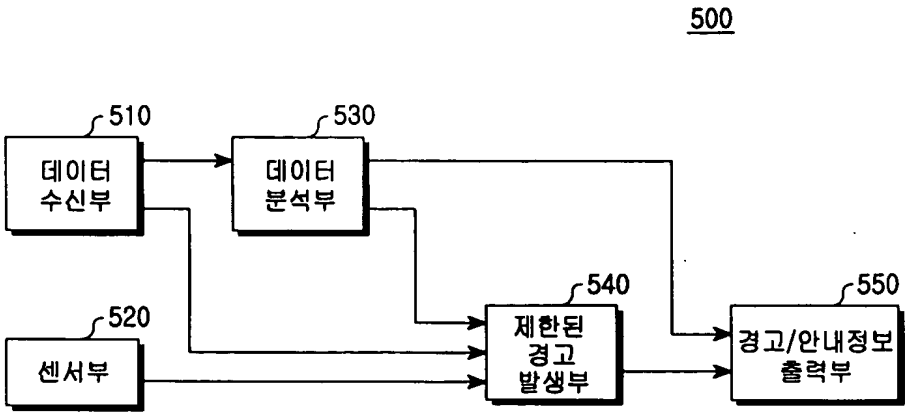 500
510
데이터
수신부
530
데이터
분석부
520
센서부
540
제한된
경고
발생부
550
경고/안내정보
출력부